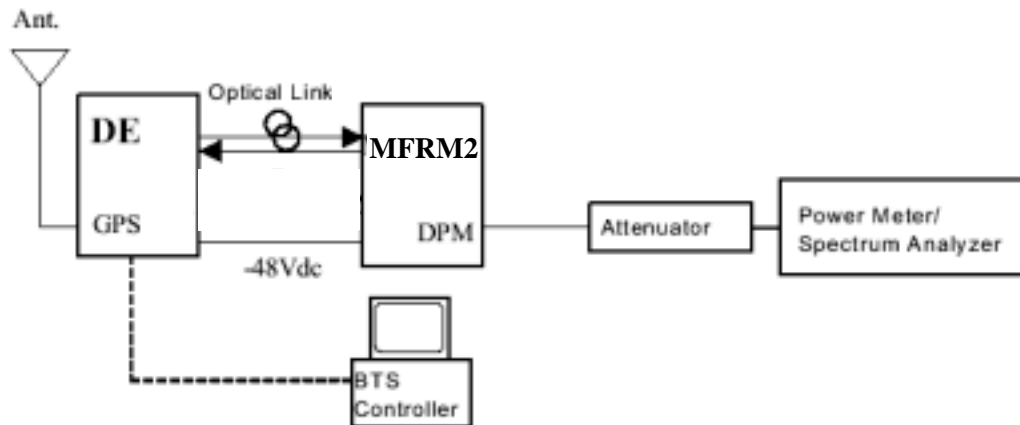 Ant.
Optical Link
DE
MFRM2
GPS
DPM
-48Vdc
Attenuator
Power Meter/
Spectrum Analyzer
BTS
Controller